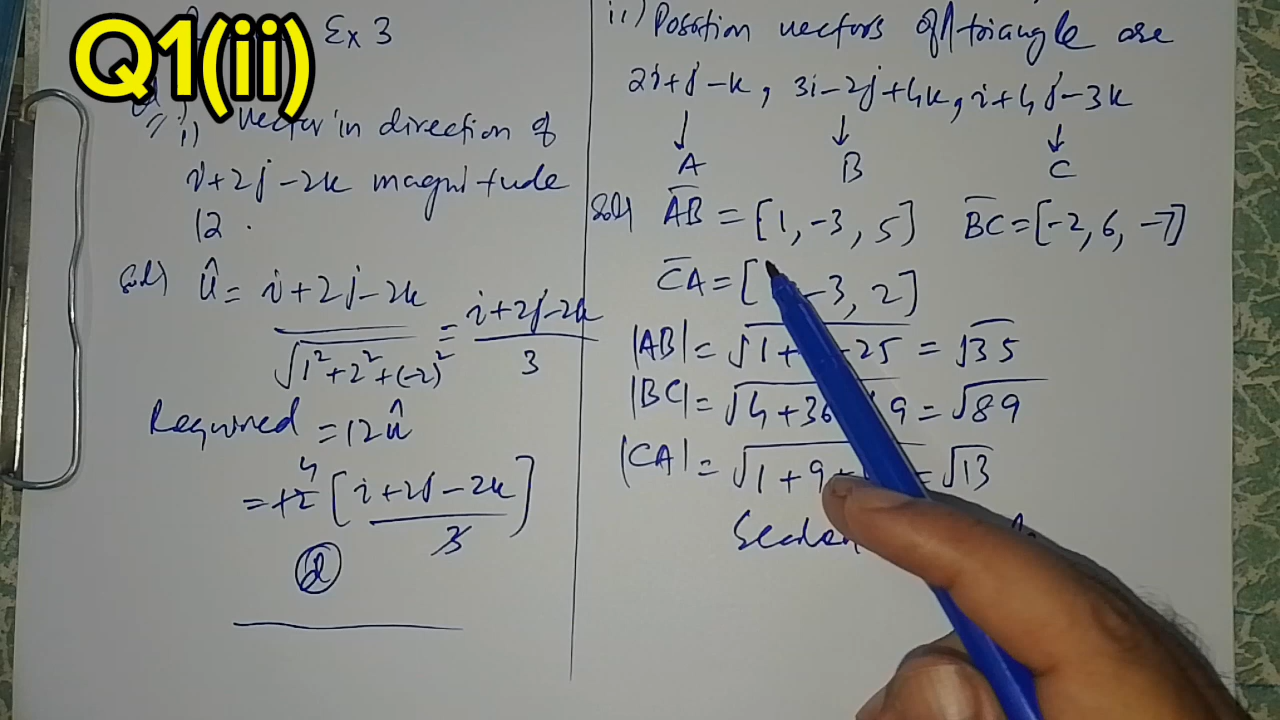 Q1(ii)
Ex 3
i) Vector in direction of
i+2j-2k magnitude
12.
Sol) û = i+2j-2k / √1²+2²+(-2)² = i+2j-2k / 3
Required = 12û
= 12 4 [i+2j-2k / 3]
ii) Position vectors of triangle are
2i+j-k, 3i-2j+4k, i+4j-3k
↓ ↓ ↓
A B C
Sol) AB = [1, -3, 5] BC = [-2, 6, -7]
CA = [ -3, 2]
|AB| = √1+ +25 = √35
|BC| = √4+36 9 = √89
|CA| = √1+9+ = √13